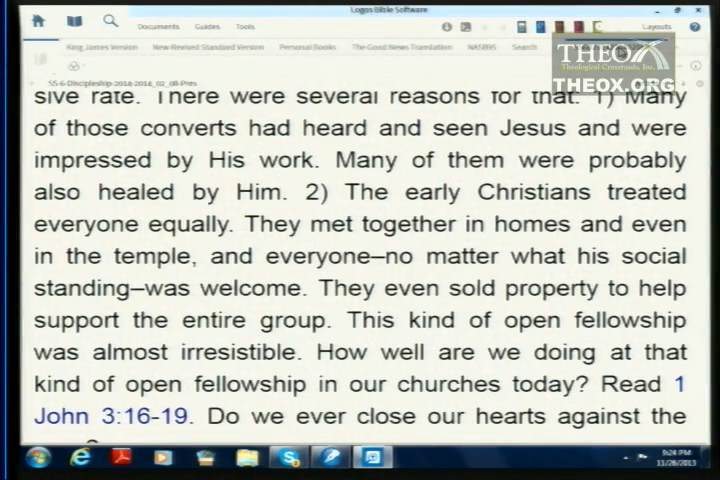 Logos Bible Software
Documents Guides Tools Layouts
King James Version New Revised Standard Version Personal Books The Good News Translation NASB95 Search
THEOX
Theological Crossroads, Inc.
THEOX.ORG
SS-6-Discipleship-2014-2014_02_08-Pres
sive rate. There were several reasons for that. 1) Many
of those converts had heard and seen Jesus and were
impressed by His work. Many of them were probably
also healed by Him. 2) The early Christians treated
everyone equally. They met together in homes and even
in the temple, and everyone–no matter what his social
standing–was welcome. They even sold property to help
support the entire group. This kind of open fellowship
was almost irresistible. How well are we doing at that
kind of open fellowship in our churches today? Read 1
John 3:16-19. Do we ever close our hearts against the
9:24 PM
11/26/2013